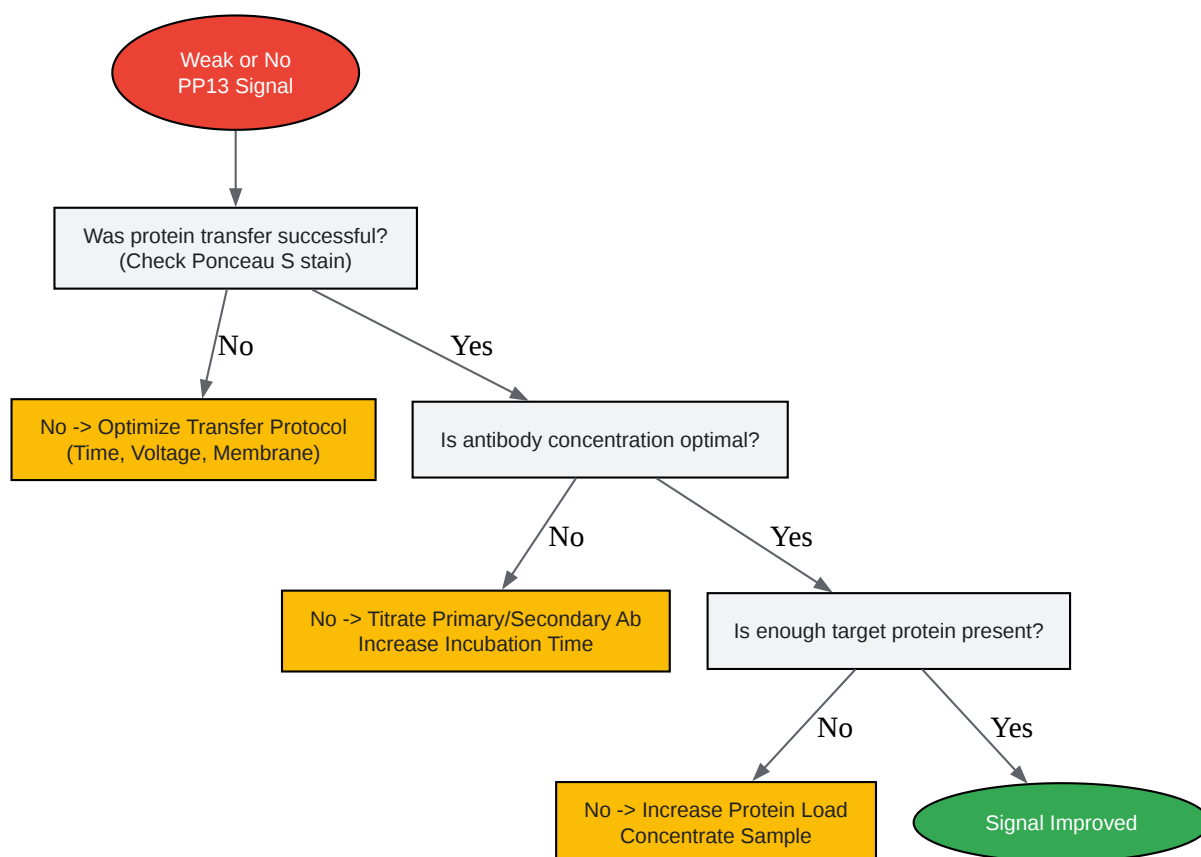 Weak or No
PP13 Signal
Was protein transfer successful?
(Check Ponceau S stain)
No
Yes
No -> Optimize Transfer Protocol
(Time, Voltage, Membrane)
Is antibody concentration optimal?
No
Yes
No -> Titrate Primary/Secondary Ab
Increase Incubation Time
Is enough target protein present?
No
Yes
No -> Increase Protein Load
Concentrate Sample
Signal Improved